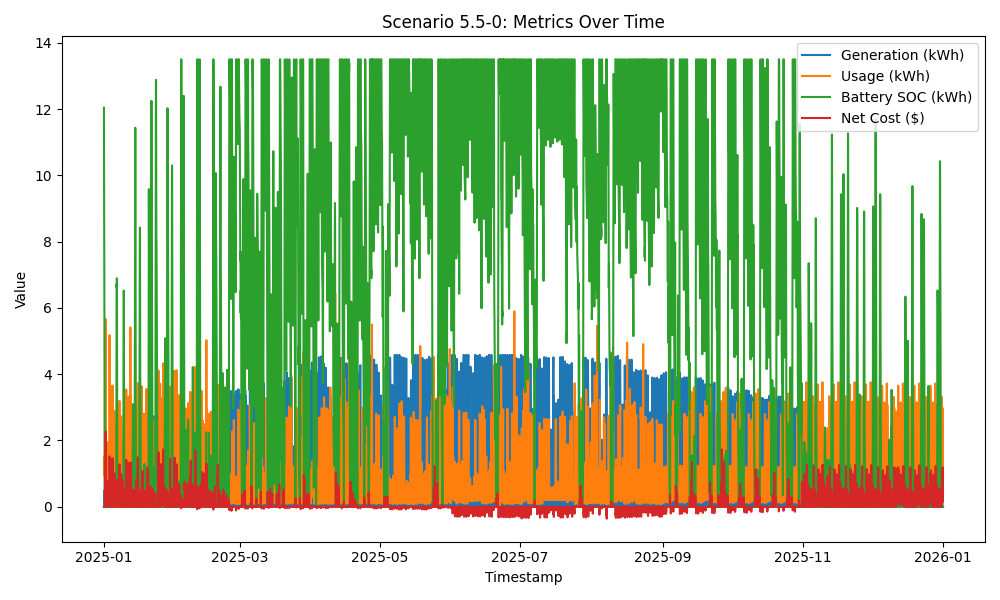 Scenario 5.5-0: Metrics Over Time
Generation (kWh)
Usage (kWh)
Battery SOC (kWh)
Net Cost ($)
Value
14
12
10
8
6
4
2
0
2025-01
2025-03
2025-05
2025-07
2025-09
2025-11
2026-01
Timestamp